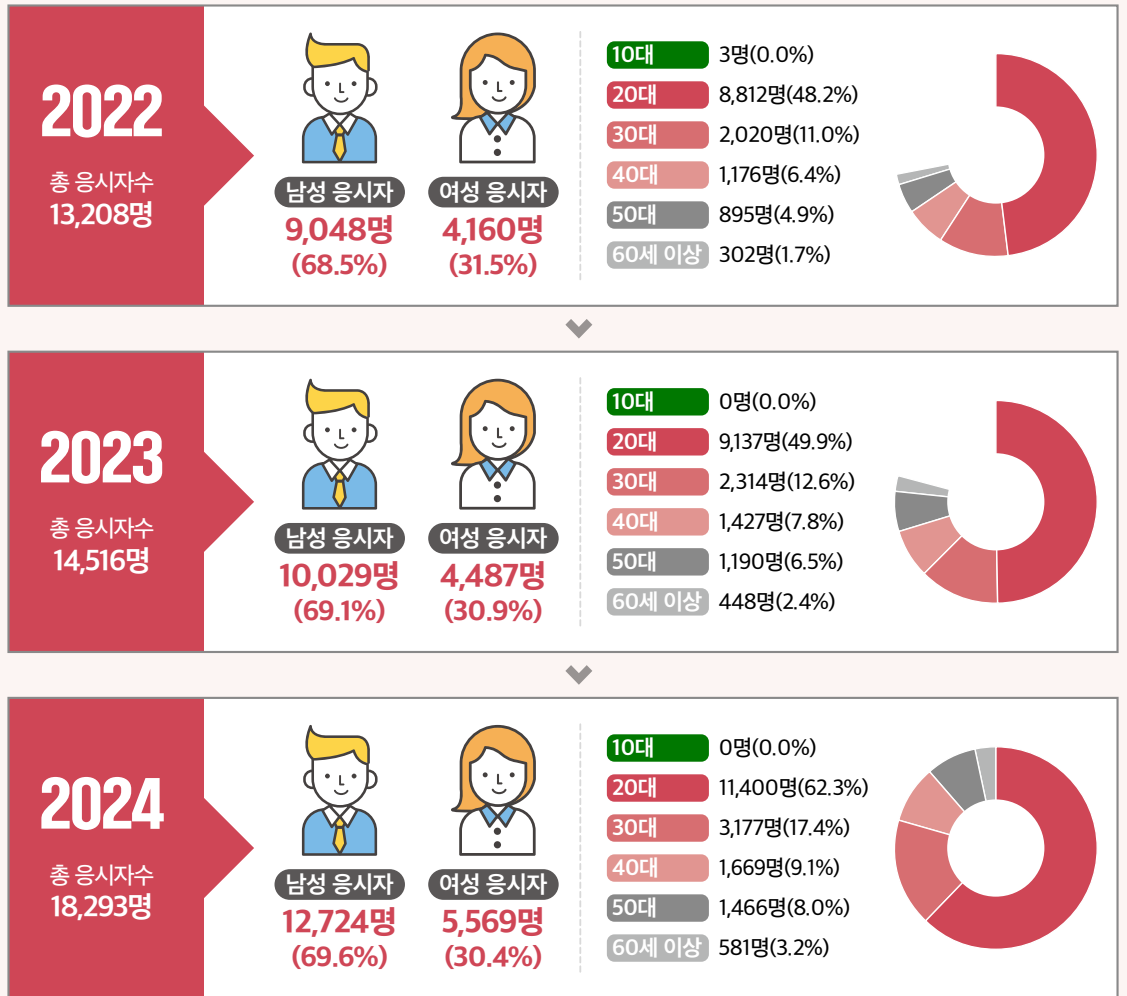 2022
총 응시자수
13,208명
남성 응시자
9,048명
(68.5%)
여성 응시자
4,160명
(31.5%)
10대 3명(0.0%)
20대 8,812명(48.2%)
30대 2,020명(11.0%)
40대 1,176명(6.4%)
50대 895명(4.9%)
60세 이상 302명(1.7%)
2023
총 응시자수
14,516명
남성 응시자
10,029명
(69.1%)
여성 응시자
4,487명
(30.9%)
10대 0명(0.0%)
20대 9,137명(49.9%)
30대 2,314명(12.6%)
40대 1,427명(7.8%)
50대 1,190명(6.5%)
60세 이상 448명(2.4%)
2024
총 응시자수
18,293명
남성 응시자
12,724명
(69.6%)
여성 응시자
5,569명
(30.4%)
10대 0명(0.0%)
20대 11,400명(62.3%)
30대 3,177명(17.4%)
40대 1,669명(9.1%)
50대 1,466명(8.0%)
60세 이상 581명(3.2%)